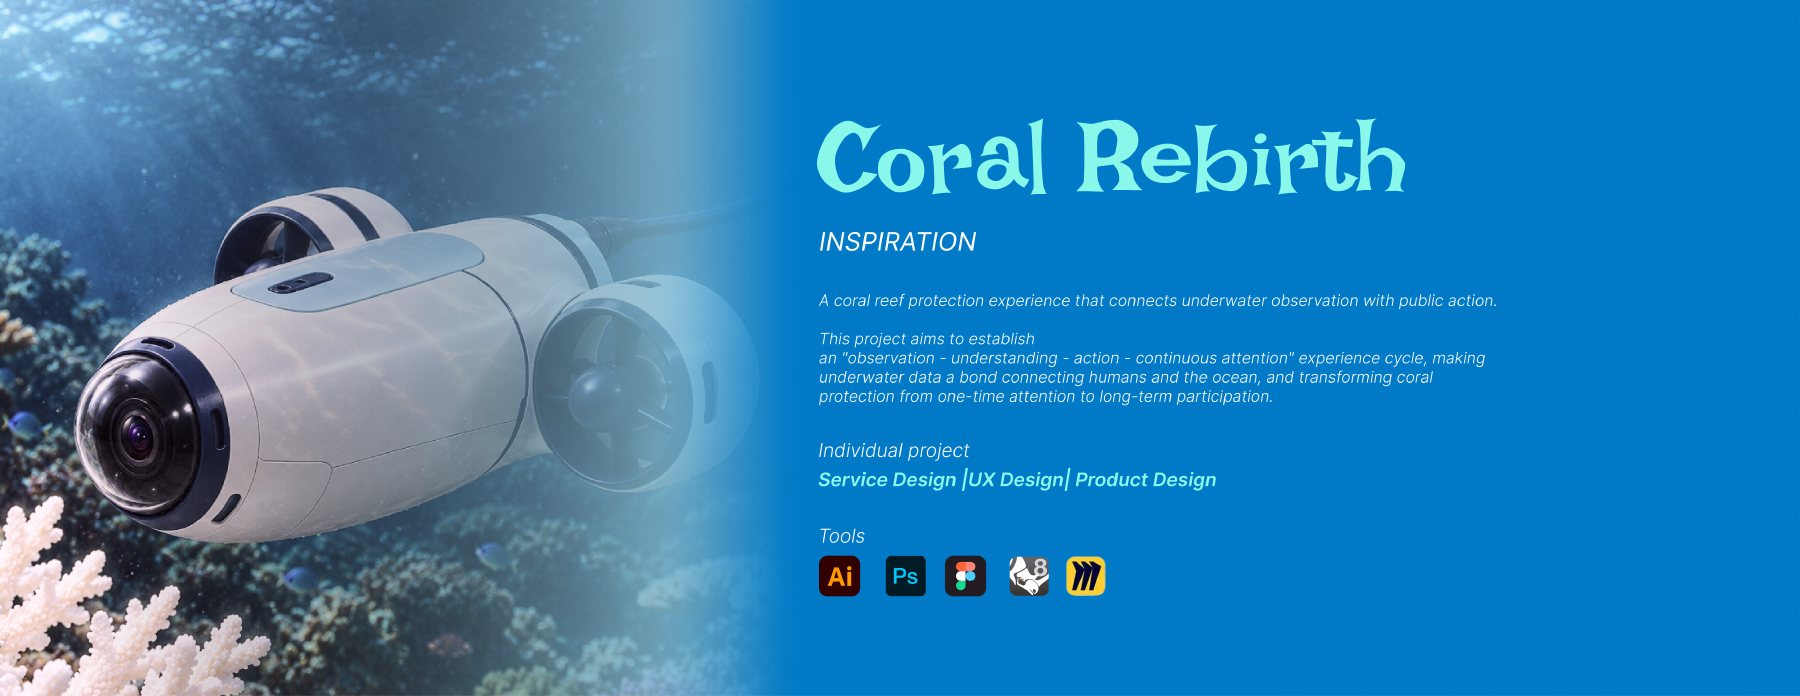 Coral Rebirth
INSPIRATION
A coral reef protection experience that connects underwater observation with public action.
This project aims to establish
an "observation - understanding - action - continuous attention" experience cycle, making
underwater data a bond connecting humans and the ocean, and transforming coral
protection from one-time attention to long-term participation.
Individual project
Service Design |UX Design| Product Design
Tools
Ai Ps 8